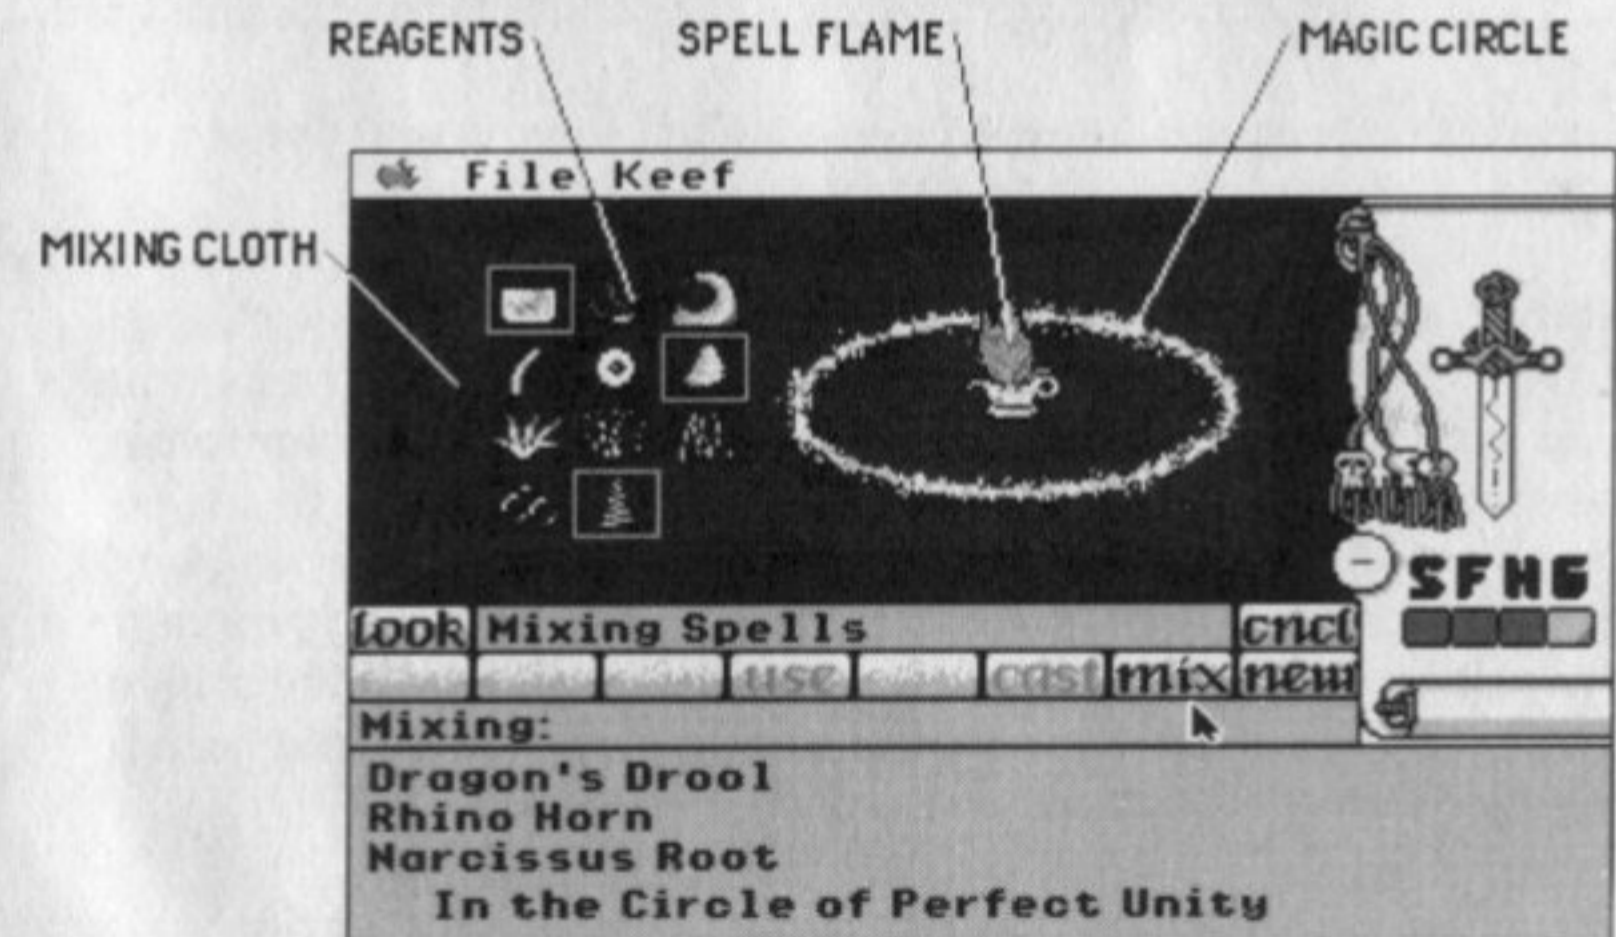 REAGENTS SPELL FLAME MAGIC CIRCLE
File Keef
MIXING CLOTH
SFHG
look Mixing Spells cncl
use cast mix new
Mixing:
Dragon's Drool
Rhino Horn
Narcissus Root
In the Circle of Perfect Unity